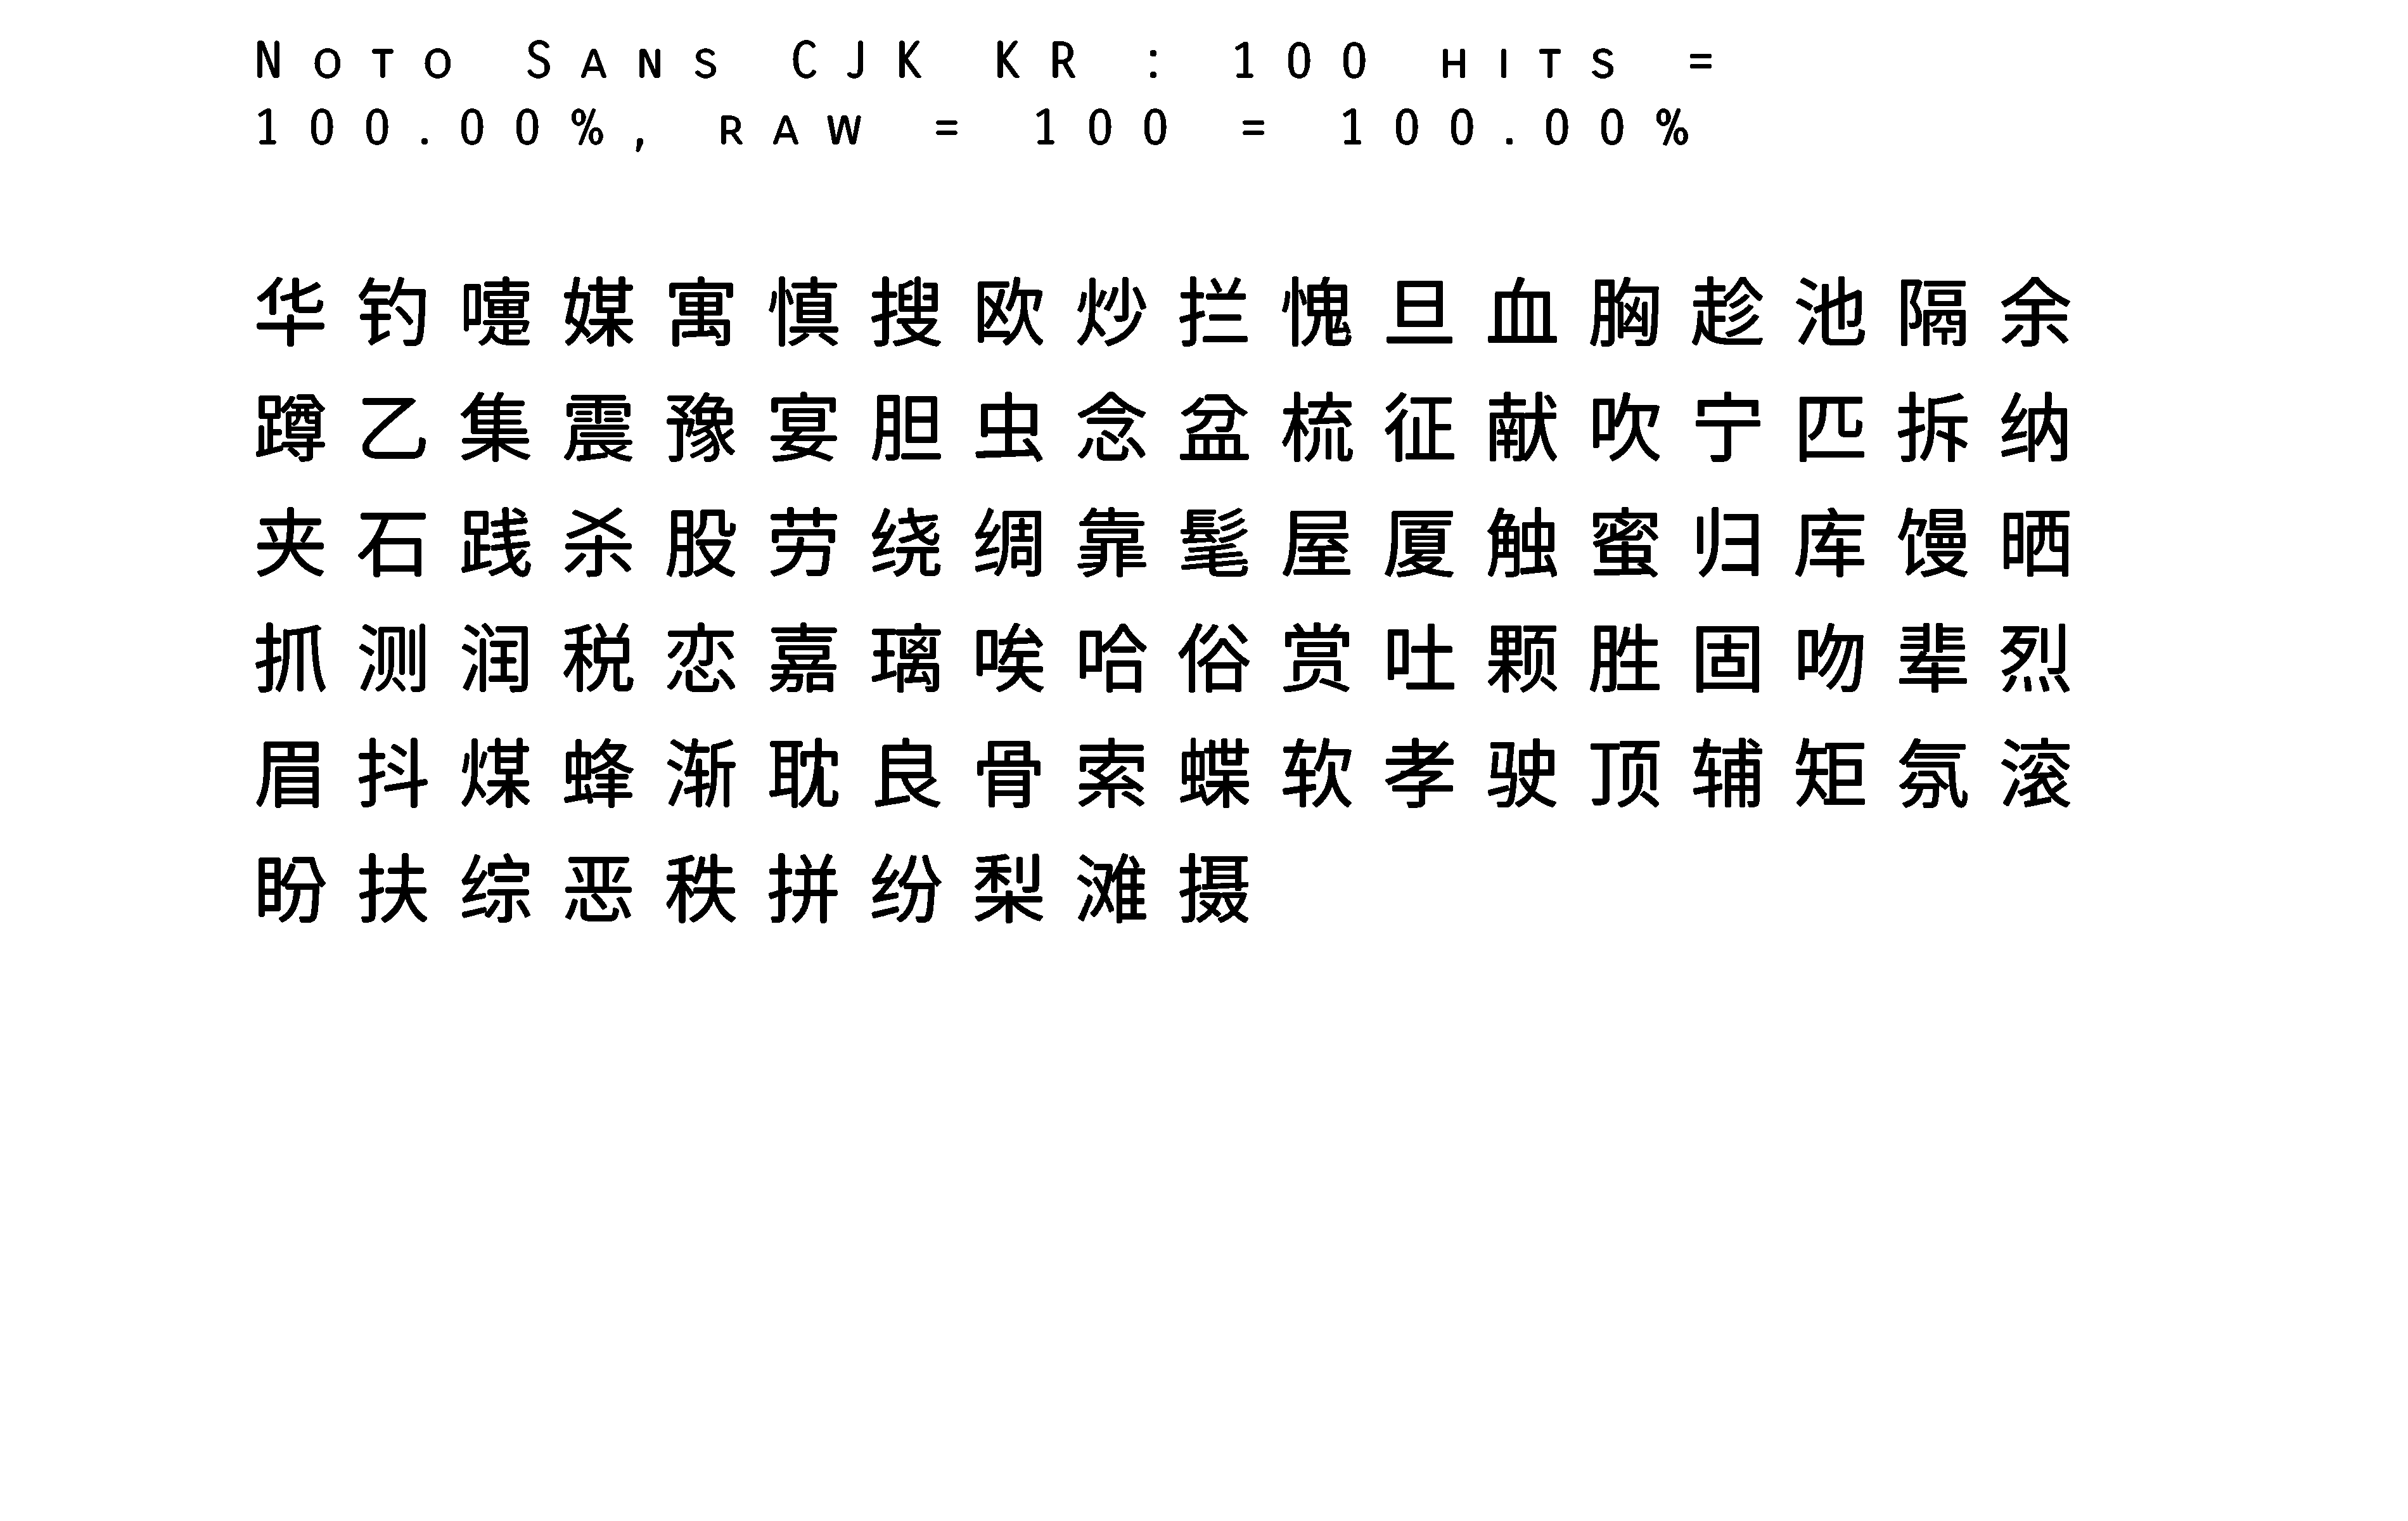 Noto Sans CJK KR : 100 hits =
100.00%, raw = 100 = 100.00%
华钓嚏媒寓慎搜欧炒拦愧旦血胸趁池隔余
蹲乙集震豫宴胆虫念盆梳征献吹宁匹拆纳
夹石践杀股劳绕绸靠髦屋厦触蜜归库馒晒
抓测润税恋嘉璃唉哈俗赏吐颗胜固吻辈烈
眉抖煤蜂渐耽良骨索蝶软孝驶顶辅矩氛滚
盼扶综恶秩拼纷梨滩摄